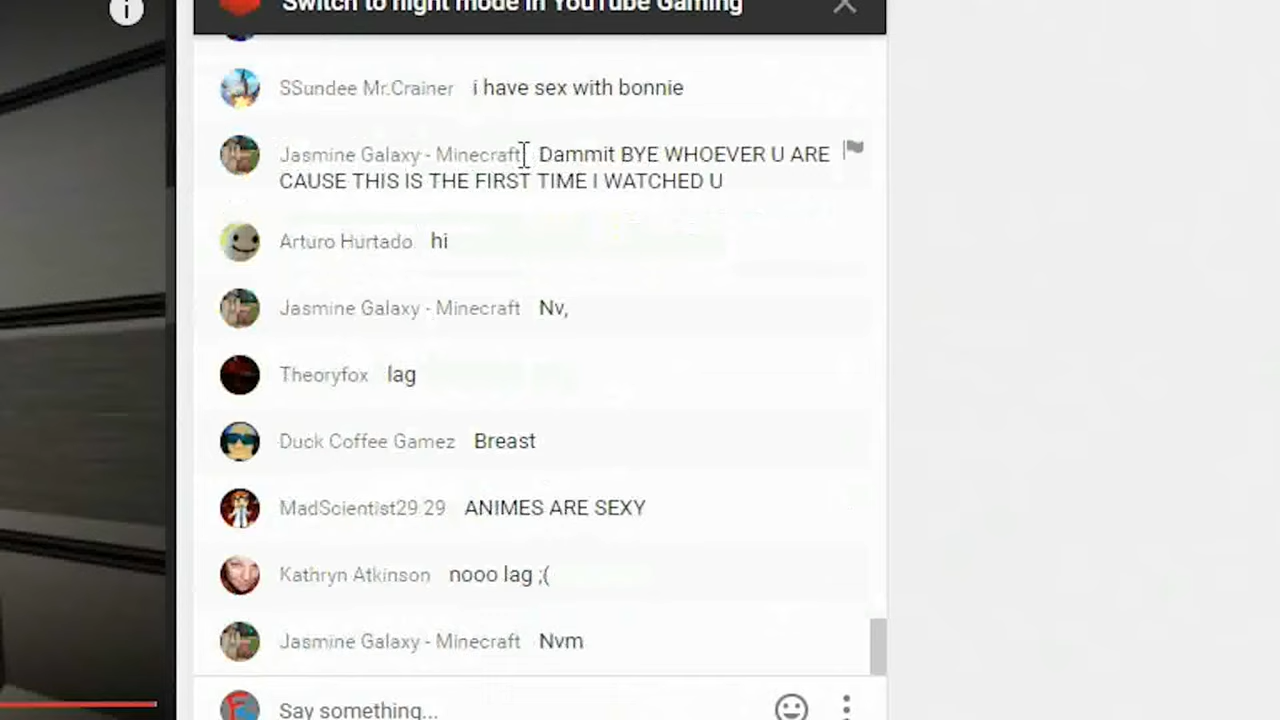 Switch to night mode in YouTube Gaming
SSundee Mr.Crainer i have sex with bonnie
Jasmine Galaxy - Minecraft Dammit BYE WHOEVER U ARE
CAUSE THIS IS THE FIRST TIME I WATCHED U
Arturo Hurtado hi
Jasmine Galaxy - Minecraft Nv,
Theoryfox lag
Duck Coffee Gamez Breast
MadScientist29 29 ANIMES ARE SEXY
Kathryn Atkinson nooo lag ;(
Jasmine Galaxy - Minecraft Nvm
Say something...